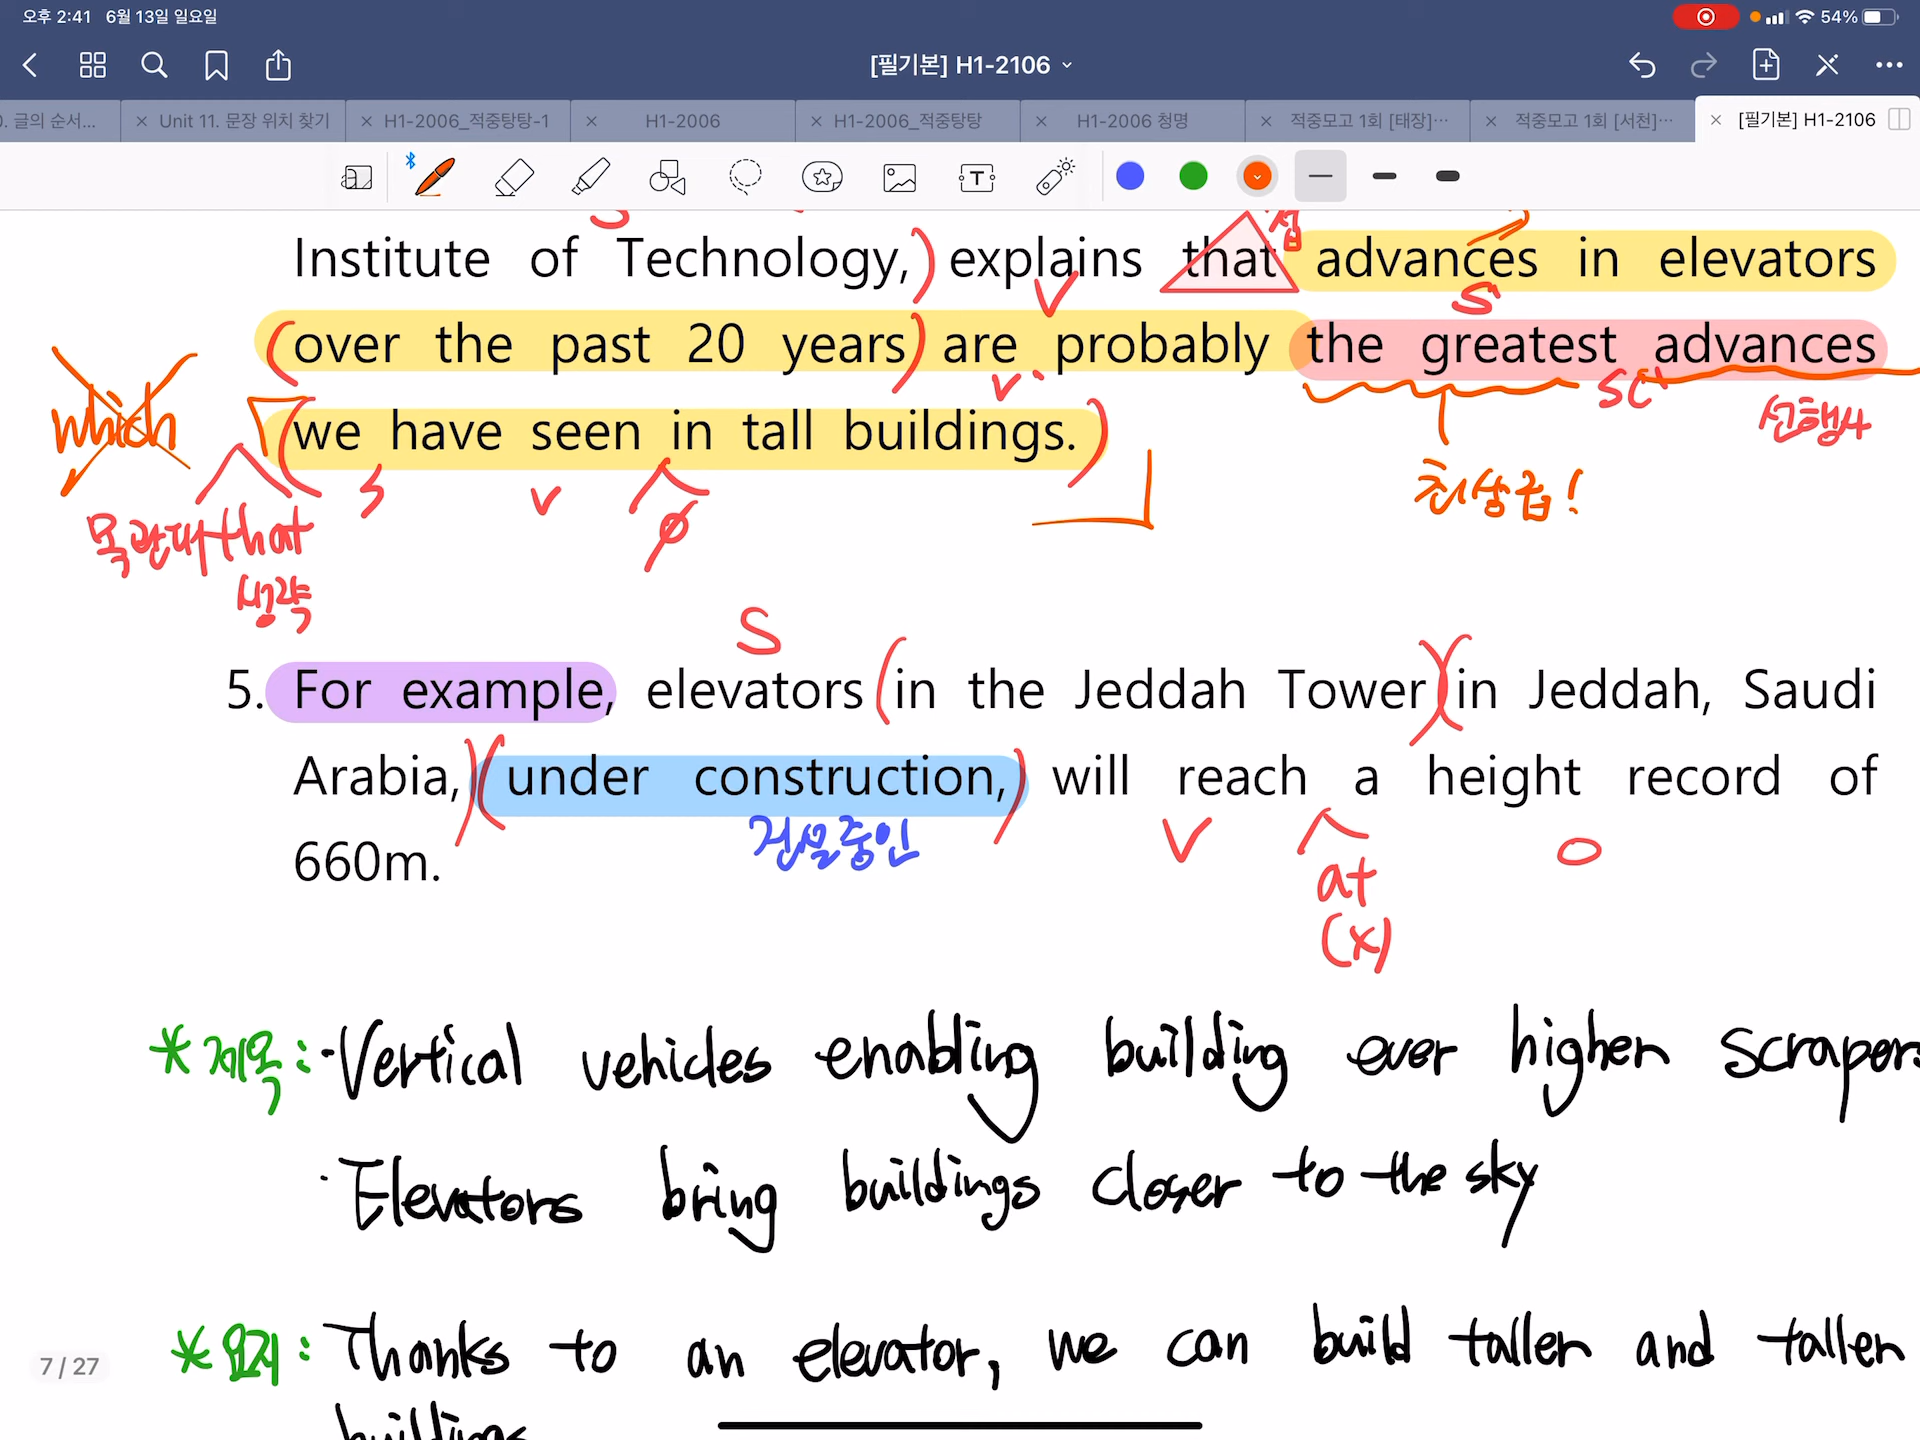 오후 2:41 6월 13일 일요일
54%
[필기본] H1-2106
). 글의 순서...
Unit 11. 문장 위치 찾기
H1-2006_적중탕탕-1
H1-2006
H1-2006_적중탕탕
H1-2006 청명
적중모고 1회 [태장]...
적중모고 1회 [서천]...
[필기본] H1-2106
S
접
Institute of Technology,) explains that advances in elevators
V
S'
(over the past 20 years) are probably the greatest advances
V'
SC'
선행사
which
(we have seen in tall buildings.)
S
V
ø
최상급!
목관대 that
생략
S
5. For example, elevators (in the Jeddah Tower)(in Jeddah, Saudi
Arabia,)(under construction,) will reach a height record of
건설중인
V
at
(x)
O
660m.
* 제목: · Vertical vehicles enabling building ever higher scrapers
· Elevators bring buildings closer to the sky
* 요지: Thanks to an elevator, we can build taller and taller
buildings
7 / 27